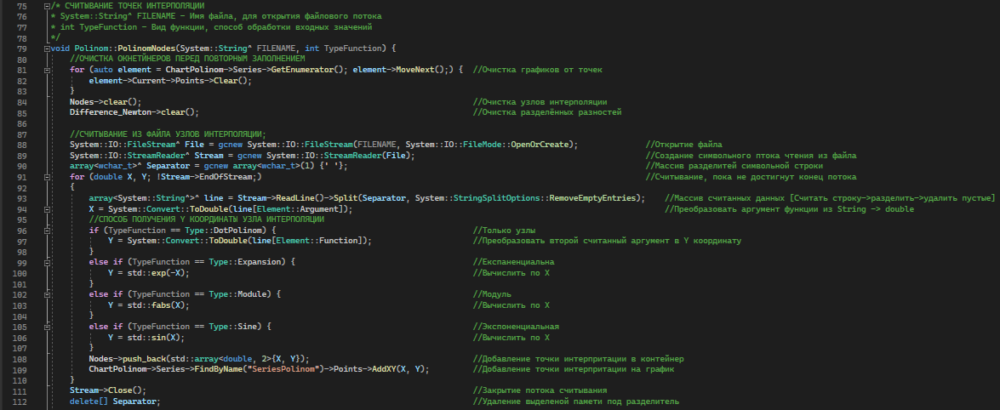 75 /* СЧИТЫВАНИЕ ТОЧЕК ИНТЕРПОЛЯЦИИ
76 * System::String^ FILENAME - Имя файла, для открытия файлового потока
77 * int TypeFunction - Вид функции, способ обработки входных значений
78 */
79 void Polinom::PolinomNodes(System::String^ FILENAME, int TypeFunction) {
80 //ОЧИСТКА ОКНЕТЙНЕРОВ ПЕРЕД ПОВТОРНЫМ ЗАПОЛНЕНИЕМ
81 for (auto element = ChartPolinom->Series->GetEnumerator(); element->MoveNext();) { //Очистка графиков от точек
82 element->Current->Points->Clear();
83 }
84 Nodes->clear(); //Очистка узлов интерполяции
85 Difference_Newton->clear(); //Очистка разделённых разностей
86
87 //СЧИТЫВАНИЕ ИЗ ФАЙЛА УЗЛОВ ИНТЕРПОЛЯЦИИ;
88 System::IO::FileStream^ File = gcnew System::IO::FileStream(FILENAME, System::IO::FileMode::OpenOrCreate); //Открытие файла
89 System::IO::StreamReader^ Stream = gcnew System::IO::StreamReader(File); //Создание символьного птока чтения из файла
90 array<wchar_t>^ Separator = gcnew array<wchar_t>(1) {' '}; //Массив разделитей символьной строки
91 for (double X, Y; !Stream->EndOfStream;) //Считывание, пока не достигнут конец потока
92 {
93 array<System::String^>^ line = Stream->ReadLine()->Split(Separator, System::StringSplitOptions::RemoveEmptyEntries); //Массив считанных данных [Считать строку->разделить->удалить пустые]
94 X = System::Convert::ToDouble(line[Element::Argument]); //Преобразовать аргумент функции из String -> double
95 //СПОСОБ ПОЛУЧЕНИЯ Y КООРДИНАТЫ УЗЛА ИНТЕРПОЛЯЦИИ
96 if (TypeFunction == Type::DotPolinom) { //Только узлы
97 Y = System::Convert::ToDouble(line[Element::Function]); //Преобразовать второй считанный аргумент в Y координату
98 }
99 else if (TypeFunction == Type::Expansion) { //Експаненциальна
100 Y = std::exp(-X); //Вычислить по X
101 }
102 else if (TypeFunction == Type::Module) { //Модуль
103 Y = std::fabs(X); //Вычислить по X
104 }
105 else if (TypeFunction == Type::Sine) { //Экспоненциальная
106 Y = std::sin(X); //Вычислить по X
107 }
108 Nodes->push_back(std::array<double, 2>{X, Y}); //Добавление точки интерпритации в контейнер
109 ChartPolinom->Series->FindByName("SeriesPolinom")->Points->AddXY(X, Y); //Добавление точки интерпритации на график
110 }
111 Stream->Close(); //Закрытие потока считывания
112 delete[] Separator; //Удаление выделеной памети под разделитель